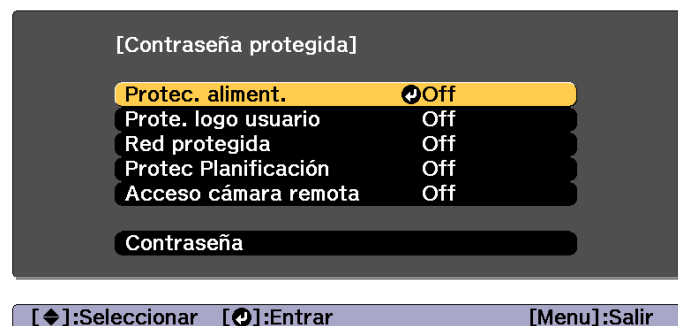 [Contraseña protegida]
Protec. aliment. Off
Prote. logo usuario Off
Red protegida Off
Protec Planificación Off
Acceso cámara remota Off
Contraseña
[◆]:Seleccionar [↵]:Entrar [Menu]:Salir